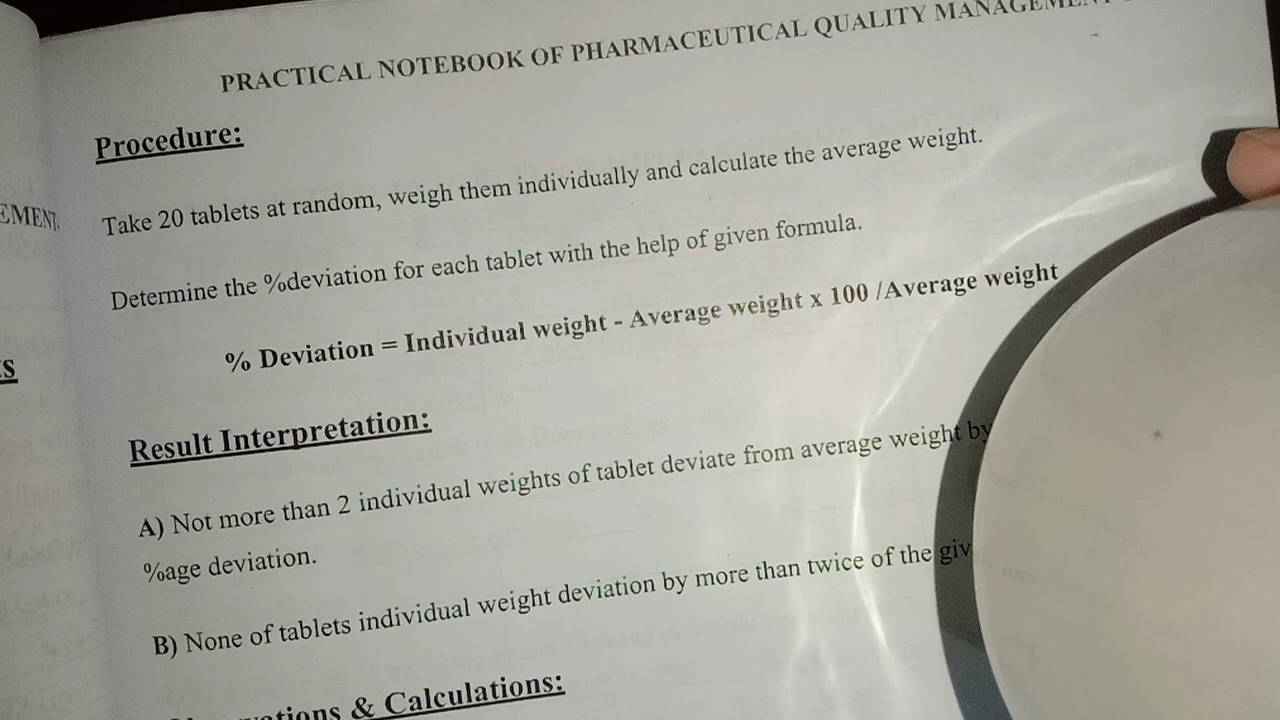 PRACTICAL NOTEBOOK OF PHARMACEUTICAL QUALITY
Procedure:
Take 20 tablets at random, weigh them individually and calculate the average weight.
Determine the %deviation for each tablet with the help of given formula.
% Deviation = Individual weight - Average weight x 100 /Average weight
Result Interpretation:
A) Not more than 2 individual weights of tablet deviate from average weight by
%age deviation.
B) None of tablets individual weight deviation by more than twice of the
& Calculations: